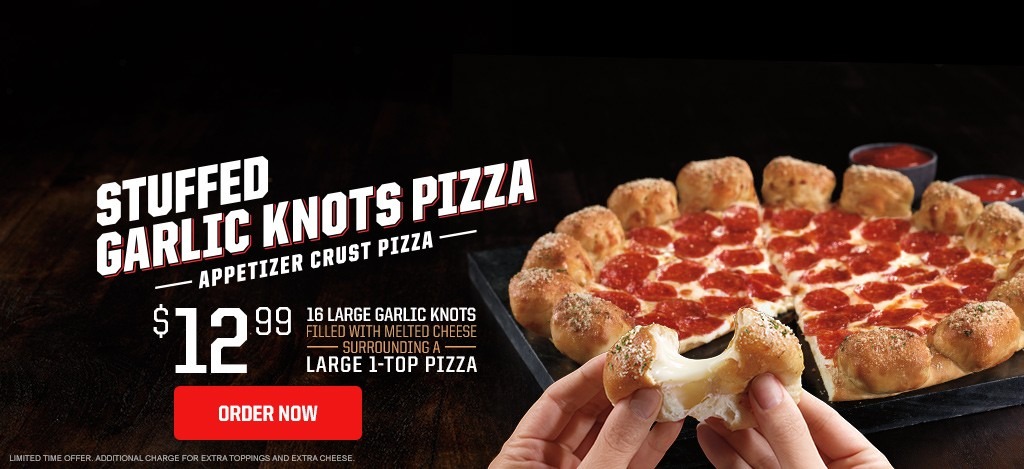 STUFFED
GARLIC KNOTS PIZZA
APPETIZER CRUST PIZZA
$12 99
16 LARGE GARLIC KNOTS
FILLED WITH MELTED CHEESE
SURROUNDING A
LARGE 1-TOP PIZZA
ORDER NOW
LIMITED TIME OFFER. ADDITIONAL CHARGE FOR EXTRA TOPPINGS AND EXTRA CHEESE.